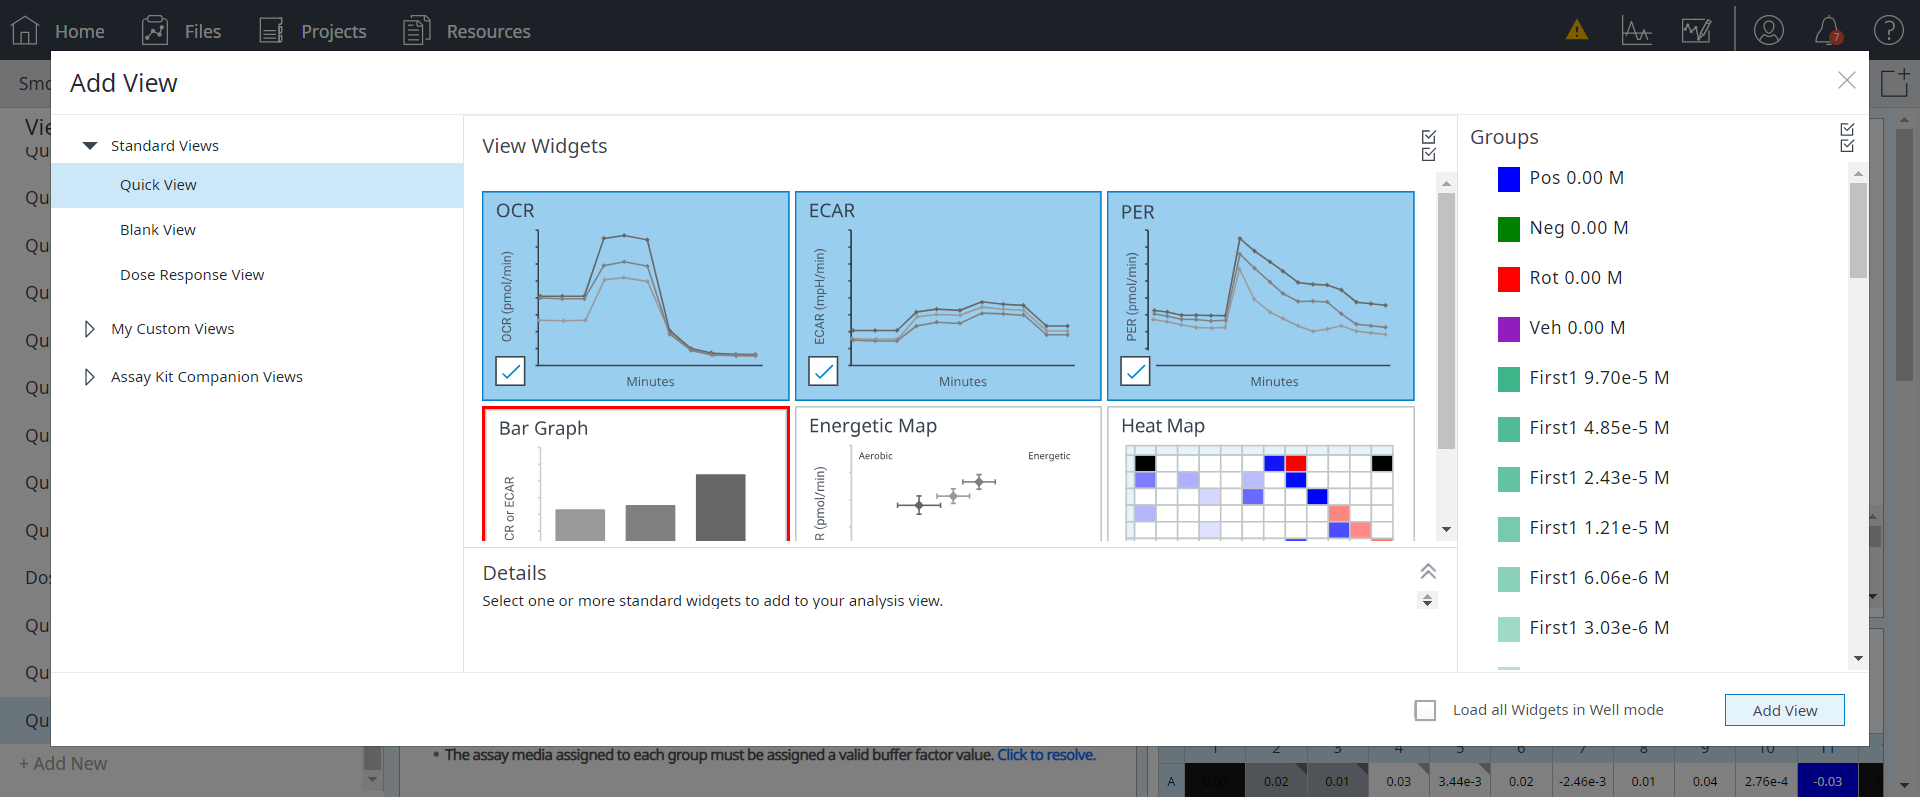 Home
Files
Projects
Resources
7
Add View
Standard Views
Quick View
Blank View
Dose Response View
My Custom Views
Assay Kit Companion Views
View Widgets
OCR
OCR (pmol/min)
Minutes
ECAR
ECAR (mpH/min)
Minutes
PER
PER (pmol/min)
Minutes
Bar Graph
CR or ECAR
Energetic Map
Aerobic
Energetic
R (pmol/min)
Heat Map
Details
Select one or more standard widgets to add to your analysis view.
Groups
Pos 0.00 M
Neg 0.00 M
Rot 0.00 M
Veh 0.00 M
First1 9.70e-5 M
First1 4.85e-5 M
First1 2.43e-5 M
First1 1.21e-5 M
First1 6.06e-6 M
First1 3.03e-6 M
Load all Widgets in Well mode
Add View
Smo
Vie
Qu
Qu
Qu
Qu
Qu
Qu
Qu
Qu
Qu
Dos
Qu
Qu
Qu
+ Add New
• The assay media assigned to each group must be assigned a valid buffer factor value. Click to resolve.
1 2 3 4 5 6 7 8 9 10 11
A 0.00 0.02 0.01 0.03 3.44e-3 0.02 -2.46e-3 0.01 0.04 2.76e-4 -0.03